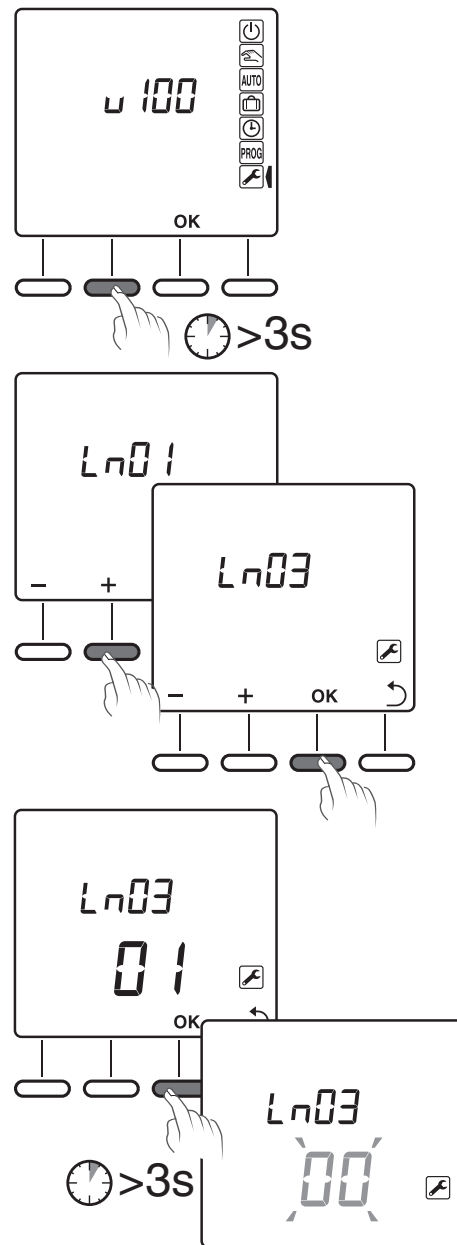 u 100
AUTO
PROG
OK
>3s
Ln01
- +
Ln03
- + OK
Ln03
01
OK
>3s
Ln03
00